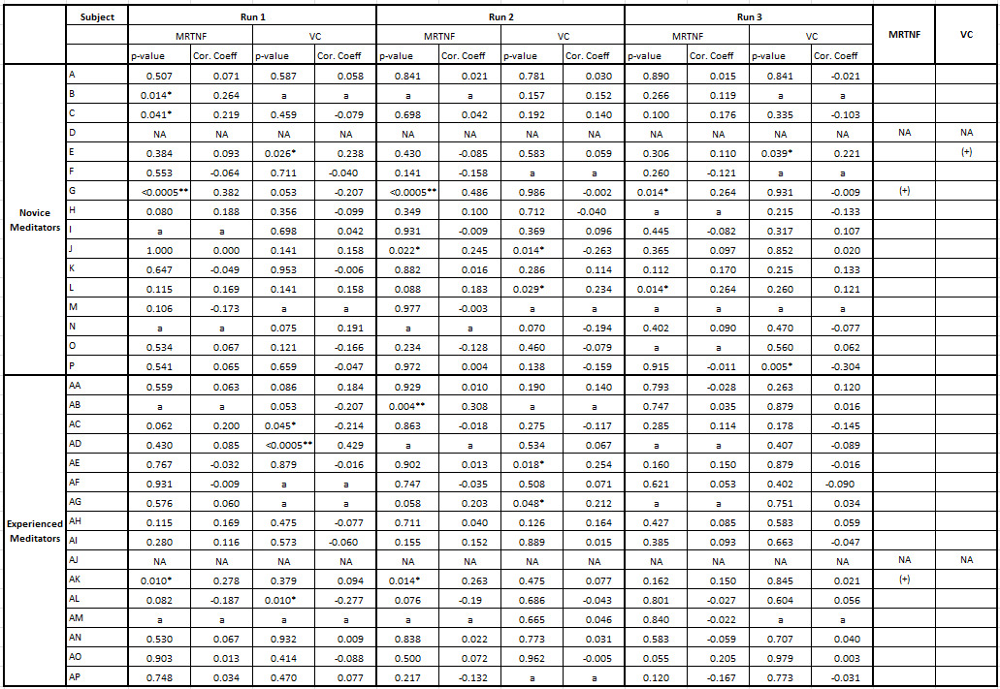 Subject Run 1 Run 2 Run 3 MRTNF VC
MRTNF VC MRTNF VC MRTNF VC
p-value Cor. Coeff p-value Cor. Coeff p-value Cor. Coeff p-value Cor. Coeff p-value Cor. Coeff p-value Cor. Coeff
Novice Meditators
A 0.507 0.071 0.587 0.058 0.841 0.021 0.781 0.030 0.890 0.015 0.841 -0.021
B 0.014* 0.264 a a a a 0.157 0.152 0.266 0.119 a a
C 0.041* 0.219 0.459 -0.079 0.698 0.042 0.192 0.140 0.100 0.176 0.335 -0.103
D NA NA NA NA NA NA NA NA NA NA NA NA NA NA
E 0.384 0.093 0.026* 0.238 0.430 -0.085 0.583 0.059 0.306 0.110 0.039* 0.221 (+)
F 0.553 -0.064 0.711 -0.040 0.141 -0.158 a a 0.260 -0.121 a a
G <0.0005** 0.382 0.053 -0.207 <0.0005** 0.486 0.986 -0.002 0.014* 0.264 0.931 -0.009 (+)
H 0.080 0.188 0.356 -0.099 0.349 0.100 0.712 -0.040 a a 0.215 -0.133
I a a 0.698 0.042 0.931 -0.009 0.369 0.096 0.445 -0.082 0.317 0.107
J 1.000 0.000 0.141 0.158 0.022* 0.245 0.014* -0.263 0.365 0.097 0.852 0.020
K 0.647 -0.049 0.953 -0.006 0.882 0.016 0.286 0.114 0.112 0.170 0.215 0.133
L 0.115 0.169 0.141 0.158 0.088 0.183 0.029* 0.234 0.014* 0.264 0.260 0.121
M 0.106 -0.173 a a 0.977 -0.003 a a a a a a
N a a 0.075 0.191 a a 0.070 -0.194 0.402 0.090 0.470 -0.077
O 0.534 0.067 0.121 -0.166 0.234 -0.128 0.460 -0.079 a a 0.560 0.062
P 0.541 0.065 0.659 -0.047 0.972 0.004 0.138 -0.159 0.915 -0.011 0.005* -0.304
Experienced Meditators
AA 0.559 0.063 0.086 0.184 0.929 0.010 0.190 0.140 0.793 -0.028 0.263 0.120
AB a a 0.053 -0.207 0.004** 0.308 a a 0.747 0.035 0.879 0.016
AC 0.062 0.200 0.045* -0.214 0.863 -0.018 0.275 -0.117 0.285 0.114 0.178 -0.145
AD 0.430 0.085 <0.0005** 0.429 a a 0.534 0.067 a a 0.407 -0.089
AE 0.767 -0.032 0.879 -0.016 0.902 0.013 0.018* 0.254 0.160 0.150 0.879 -0.016
AF 0.931 -0.009 a a 0.747 -0.035 0.508 0.071 0.621 0.053 0.402 -0.090
AG 0.576 0.060 a a 0.058 0.203 0.048* 0.212 a a 0.751 0.034
AH 0.115 0.169 0.475 -0.077 0.711 0.040 0.126 0.164 0.427 0.085 0.583 0.059
AI 0.280 0.116 0.573 -0.060 0.155 0.152 0.889 0.015 0.385 0.093 0.663 -0.047
AJ NA NA NA NA NA NA NA NA NA NA NA NA NA NA
AK 0.010* 0.278 0.379 0.094 0.014* 0.263 0.475 0.077 0.162 0.150 0.845 0.021 (+)
AL 0.082 -0.187 0.010* -0.277 0.076 -0.19 0.686 -0.043 0.801 -0.027 0.604 0.056
AM a a a a a a 0.665 0.046 0.840 -0.022 a a
AN 0.530 0.067 0.932 0.009 0.838 0.022 0.773 0.031 0.583 -0.059 0.707 0.040
AO 0.903 0.013 0.414 -0.088 0.500 0.072 0.962 -0.005 0.055 0.205 0.979 0.003
AP 0.748 0.034 0.470 0.077 0.217 -0.132 a a 0.120 -0.167 0.773 -0.031